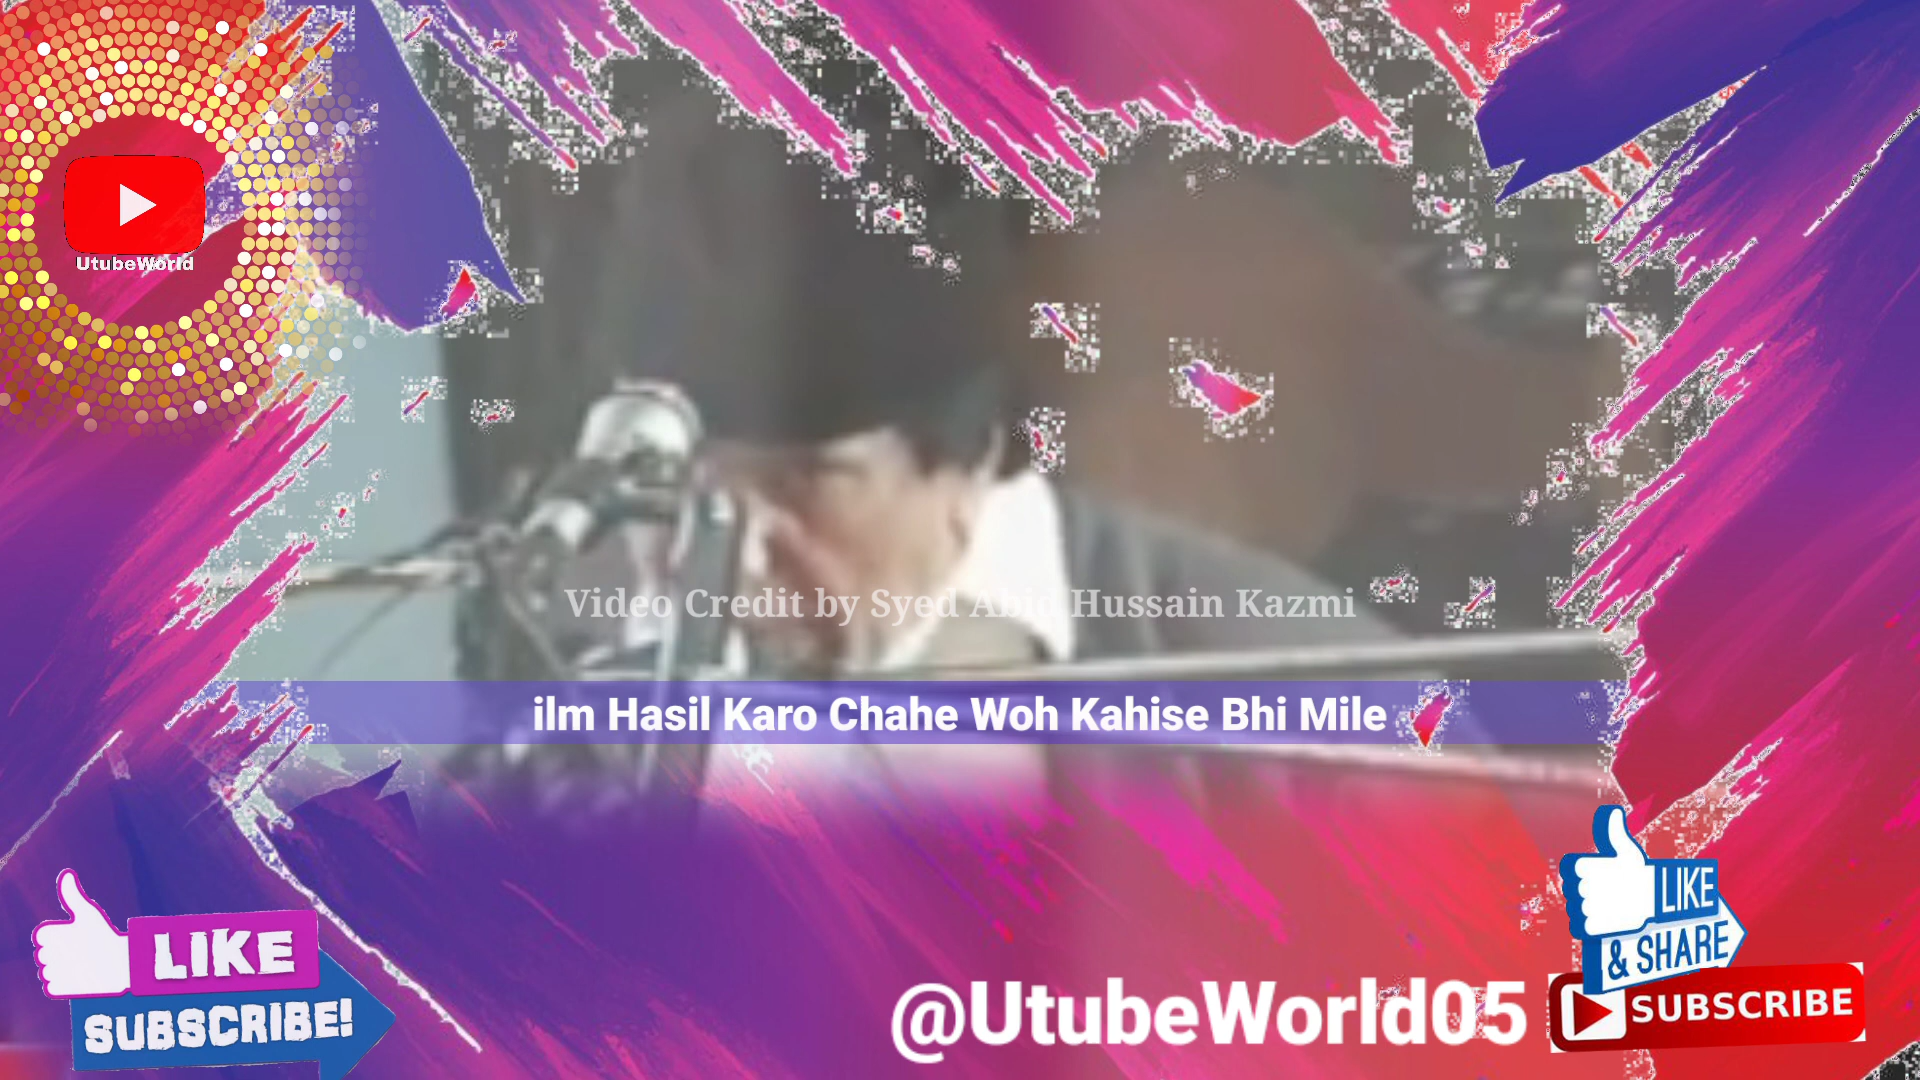 UtubeWorld
Video Credit by Syed Abid Hussain Kazmi
ilm Hasil Karo Chahe Woh Kahise Bhi Mile
LIKE
SUBSCRIBE!
LIKE
& SHARE
@UtubeWorld05
SUBSCRIBE